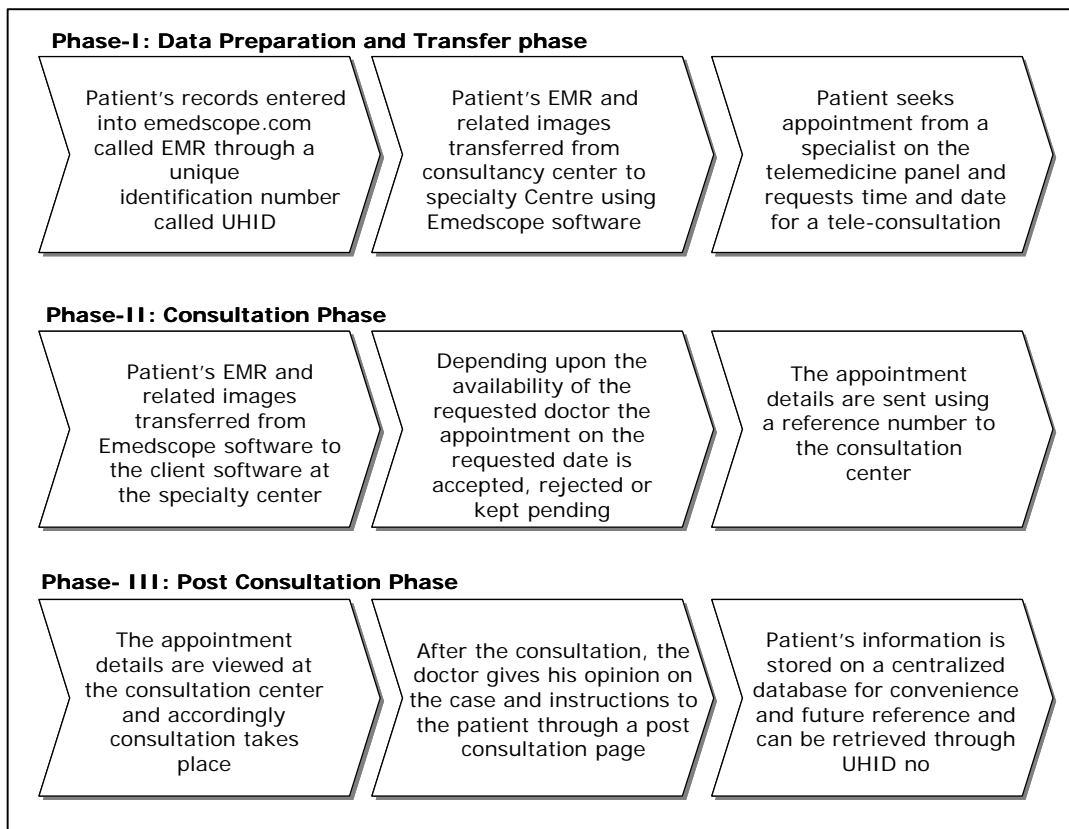 Phase-I: Data Preparation and Transfer phase
Patient's records entered
into emedscope.com
called EMR through a
unique
identification number
called UHID
Patient's EMR and
related images
transferred from
consultancy center to
specialty Centre using
Emedscope software
Patient seeks
appointment from a
specialist on the
telemedicine panel and
requests time and date
for a tele-consultation
Phase-II: Consultation Phase
Patient's EMR and
related images
transferred from
Emedscope software to
the client software at
the specialty center
Depending upon the
availability of the
requested doctor the
appointment on the
requested date is
accepted, rejected or
kept pending
The appointment
details are sent using
a reference number to
the consultation
center
Phase- III: Post Consultation Phase
The appointment
details are viewed at
the consultation center
and accordingly
consultation takes
place
After the consultation, the
doctor gives his opinion on
the case and instructions to
the patient through a post
consultation page
Patient's information is
stored on a centralized
database for convenience
and future reference and
can be retrieved through
UHID no